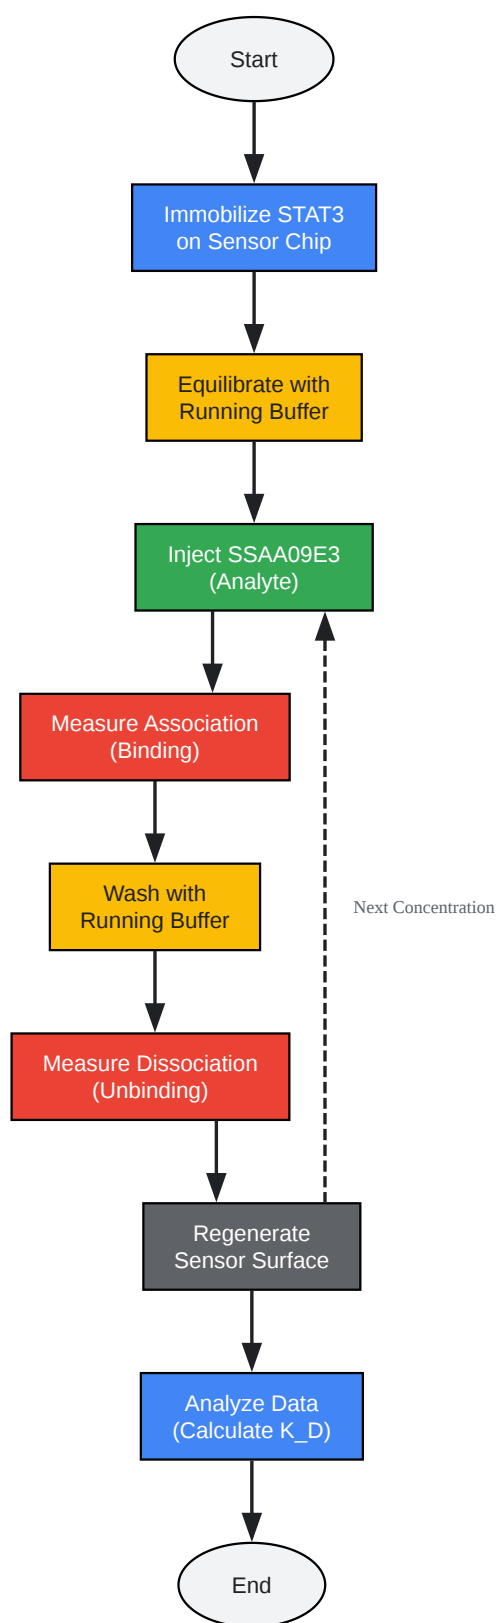 Start
Immobilize STAT3
on Sensor Chip
Equilibrate with
Running Buffer
Inject SSAA09E3
(Analyte)
Measure Association
(Binding)
Wash with
Running Buffer
Next Concentration
Measure Dissociation
(Unbinding)
Regenerate
Sensor Surface
Analyze Data
(Calculate K_D)
End